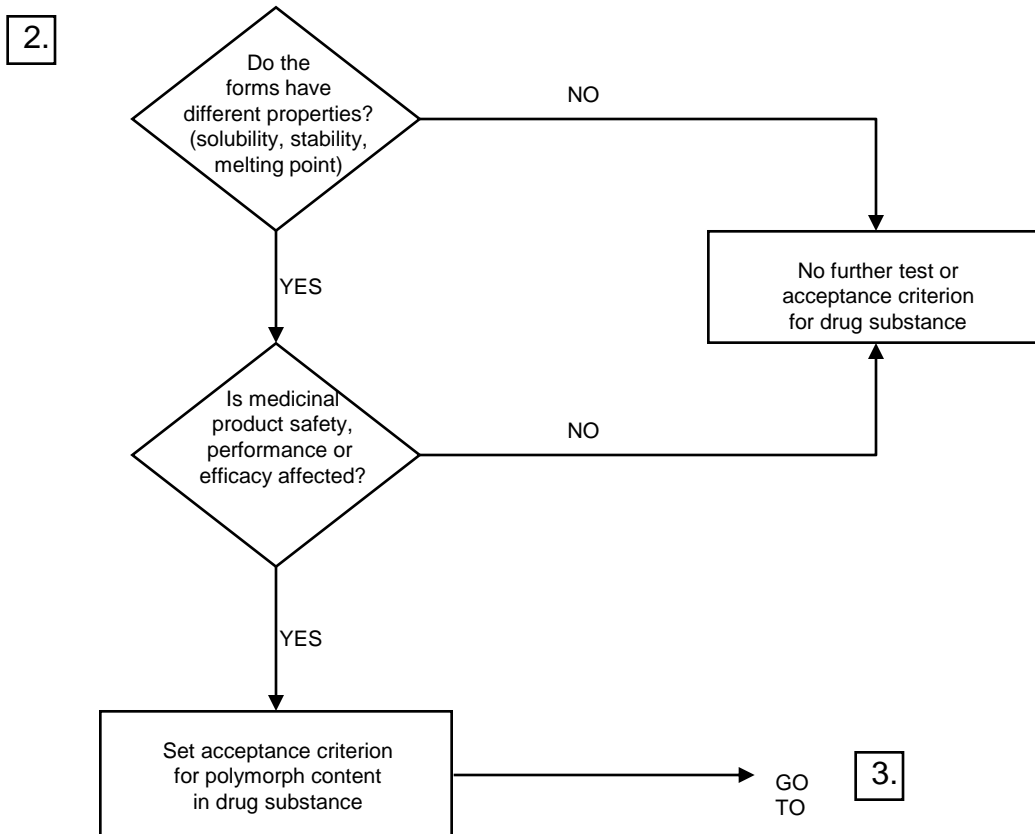 2.
Do the
forms have
different properties?
(solubility, stability,
melting point)
NO
YES
No further test or
acceptance criterion
for drug substance
Is medicinal
product safety,
performance or
efficacy affected?
NO
YES
Set acceptance criterion
for polymorph content
in drug substance
GO
TO
3.